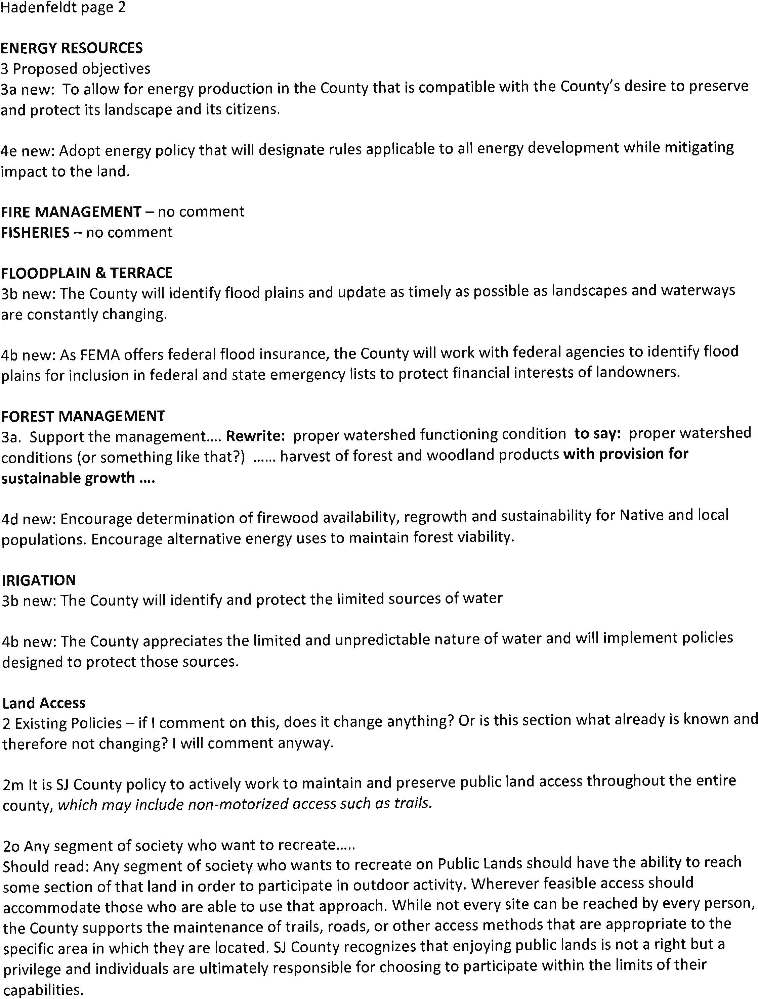 Hadenfeldt page 2
ENERGY RESOURCES
3 Proposed objectives
3a new:  To allow for energy production in the County that is compatible with the County's desire to preserve
and protect its landscape and its citizens.
4e new: Adopt energy policy that will designate rules applicable to all energy development while mitigating
impact to the land.
FIRE MANAGEMENT – no comment
FISHERIES – no comment
FLOODPLAIN & TERRACE
3b new: The County will identify flood plains and update as timely as possible as landscapes and waterways
are constantly changing.
4b new: As FEMA offers federal flood insurance, the County will work with federal agencies to identify flood
plains for inclusion in federal and state emergency lists to protect financial interests of landowners.
FOREST MANAGEMENT
3a.  Support the management.... Rewrite:  proper watershed functioning condition  to say:  proper watershed
conditions (or something like that?)  ...... harvest of forest and woodland products with provision for
sustainable growth ....
4d new: Encourage determination of firewood availability, regrowth and sustainability for Native and local
populations. Encourage alternative energy uses to maintain forest viability.
IRIGATION
3b new: The County will identify and protect the limited sources of water
4b new: The County appreciates the limited and unpredictable nature of water and will implement policies
designed to protect those sources.
Land Access
2 Existing Policies – if I comment on this, does it change anything? Or is this section what already is known and
therefore not changing? I will comment anyway.
2m It is SJ County policy to actively work to maintain and preserve public land access throughout the entire
county, which may include non-motorized access such as trails.
2o Any segment of society who want to recreate.....
Should read: Any segment of society who wants to recreate on Public Lands should have the ability to reach
some section of that land in order to participate in outdoor activity. Wherever feasible access should
accommodate those who are able to use that approach. While not every site can be reached by every person,
the County supports the maintenance of trails, roads, or other access methods that are appropriate to the
specific area in which they are located. SJ County recognizes that enjoying public lands is not a right but a
privilege and individuals are ultimately responsible for choosing to participate within the limits of their
capabilities.